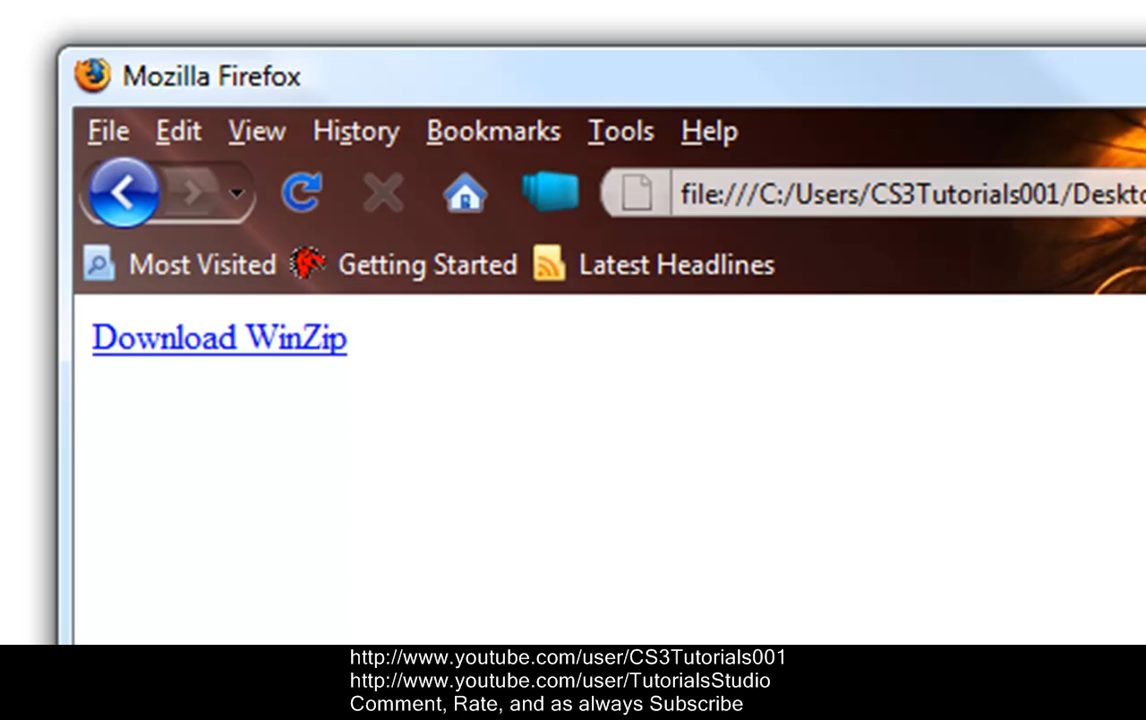 Mozilla Firefox
File Edit View History Bookmarks Tools Help
file:///C:/Users/CS3Tutorials001/Deskto
Most Visited Getting Started Latest Headlines
Download WinZip
http://www.youtube.com/user/CS3Tutorials001
http://www.youtube.com/user/TutorialsStudio
Comment, Rate, and as always Subscribe